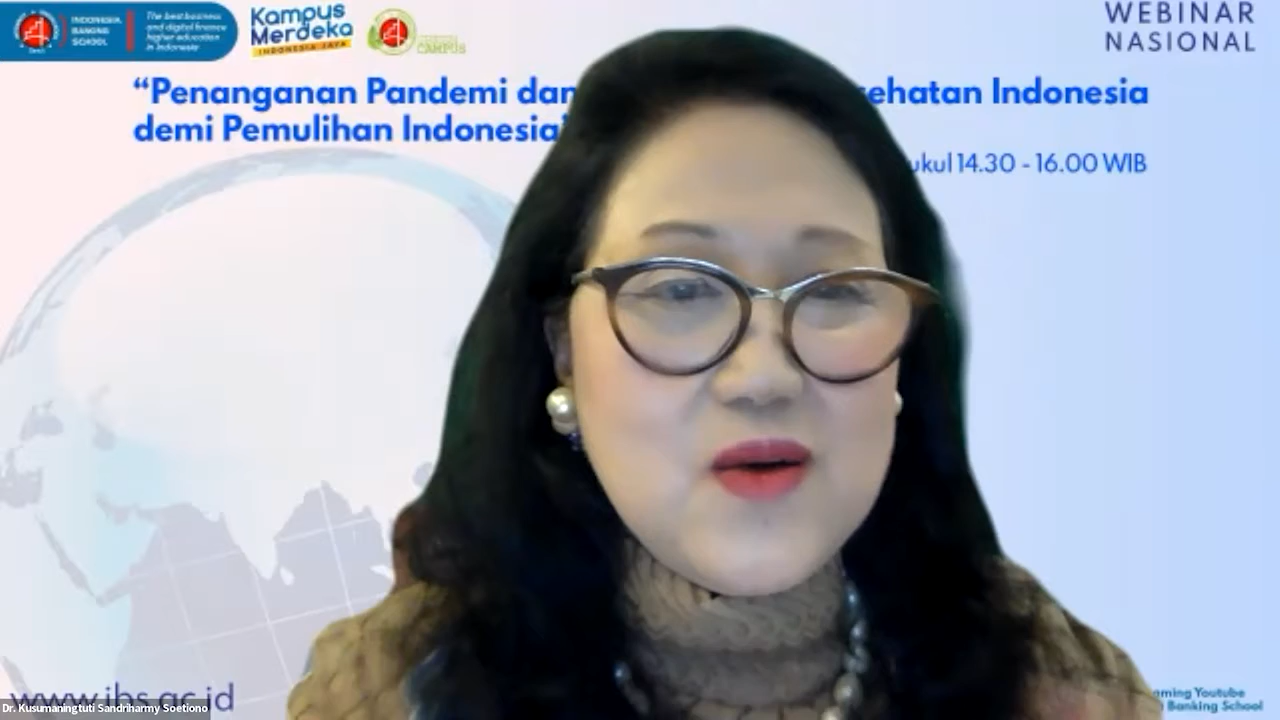 INDONESIA
BANKING
SCHOOL
The best business
and digital finance
higher education
in Indonesia
Kampus
Merdeka
INDONESIA JAYA
CAMPUS
WEBINAR
NASIONAL
“Penanganan Pandemi dan ehatan Indonesia
demi Pemulihan Indonesia”
ukul 14.30 - 16.00 WIB
www.ibs.ac.id
Dr. Kusumaningtuti Sandriharmy Soetiono
aming Youtube
Banking School